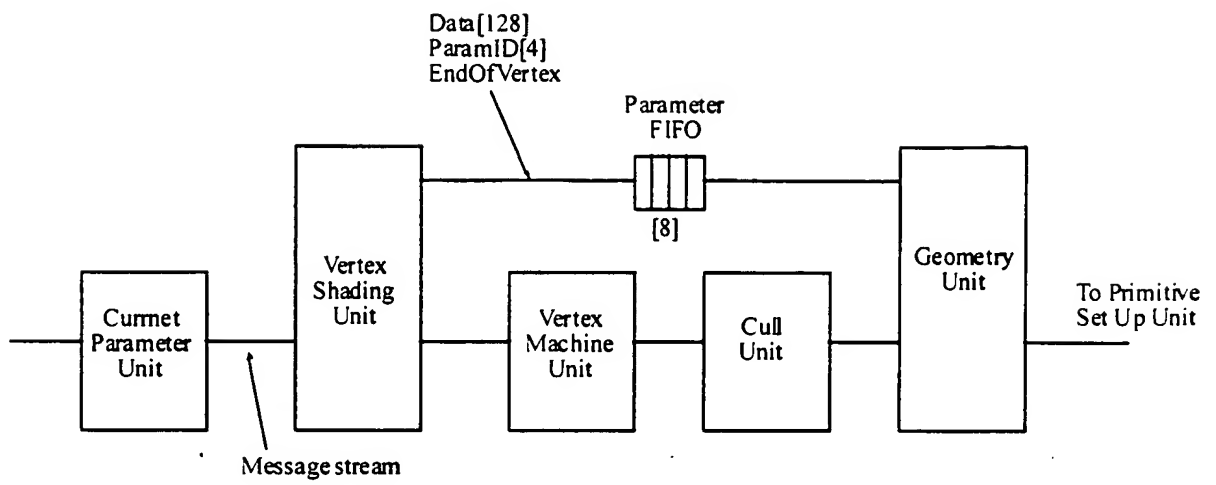 Data[128]
ParamID[4]
EndOfVertex
Parameter
FIFO
[8]
Vertex
Shading
Unit
Geometry
Unit
Currnet
Parameter
Unit
Vertex
Machine
Unit
Cull
Unit
To Primitive
Set Up Unit
Message stream